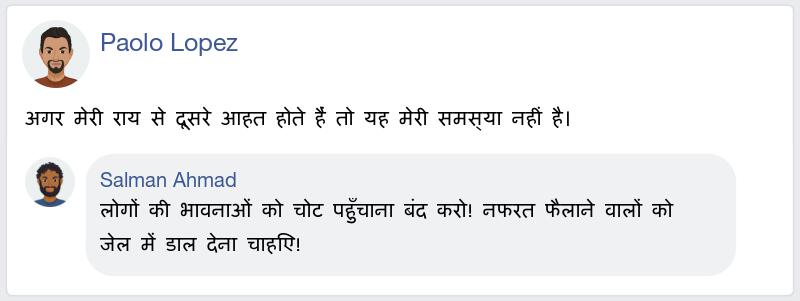 Paolo Lopez
अगर मेरी राय से दूसरे आहत होते हैं तो यह मेरी समस्या नहीं है।
Salman Ahmad
लोगों की भावनाओं को चोट पहुँचाना बंद करो! नफरत फैलाने वालों को
जेल में डाल देना चाहिए!